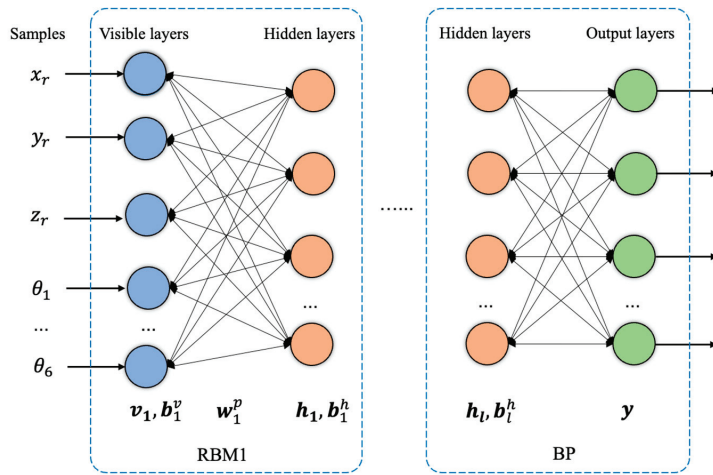 Samples
Visible layers
Hidden layers
Hidden layers
Output layers
x_r
y_r
z_r
θ_1
...
θ_6
...
...
......
...
...
v_1, b_1^v
w_1^p
h_1, b_1^h
h_l, b_l^h
y
RBM1
BP